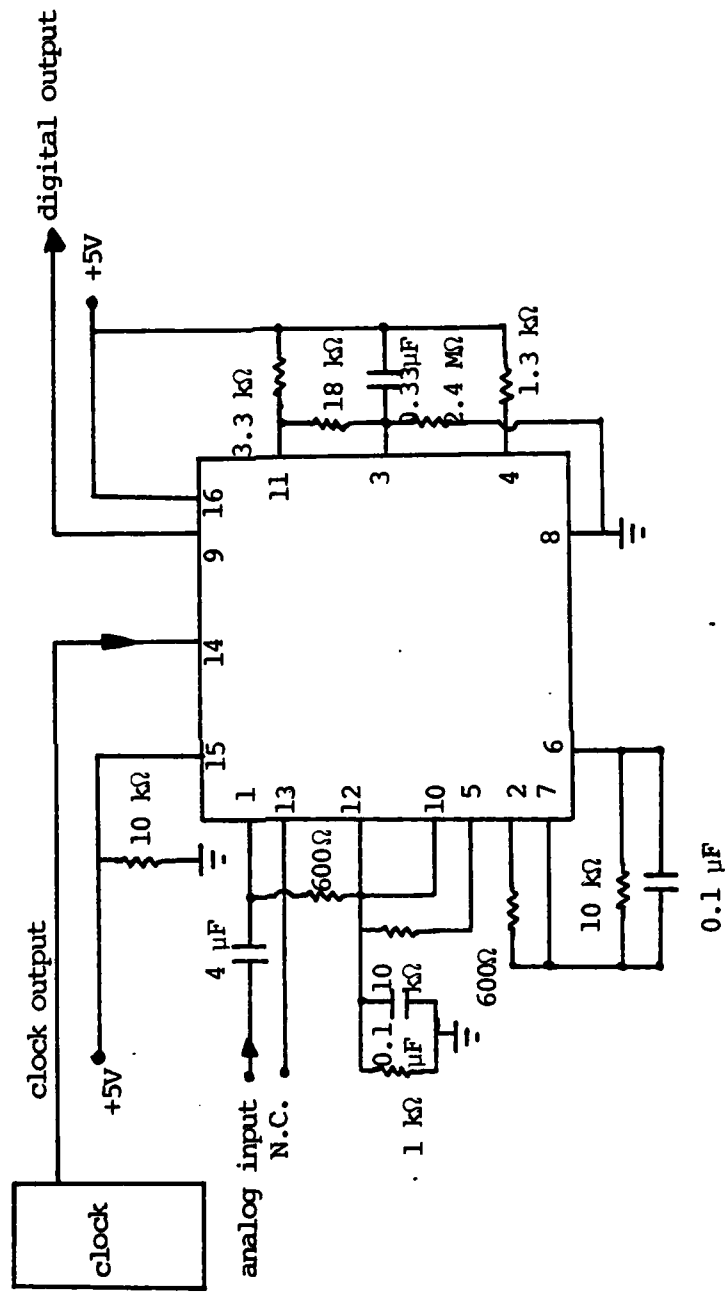 clock
clock output
digital output
+5V
+5V
10 kΩ
15
14
9
16
analog input
4 µF
1
N.C.
13
600Ω
12
10
5
2
7
10 kΩ
0.1 µF
1 kΩ
600Ω
10 kΩ
0.1 µF
6
8
11
3
4
3.3 kΩ
18 kΩ
0.33µF
2.4 MΩ
1.3 kΩ